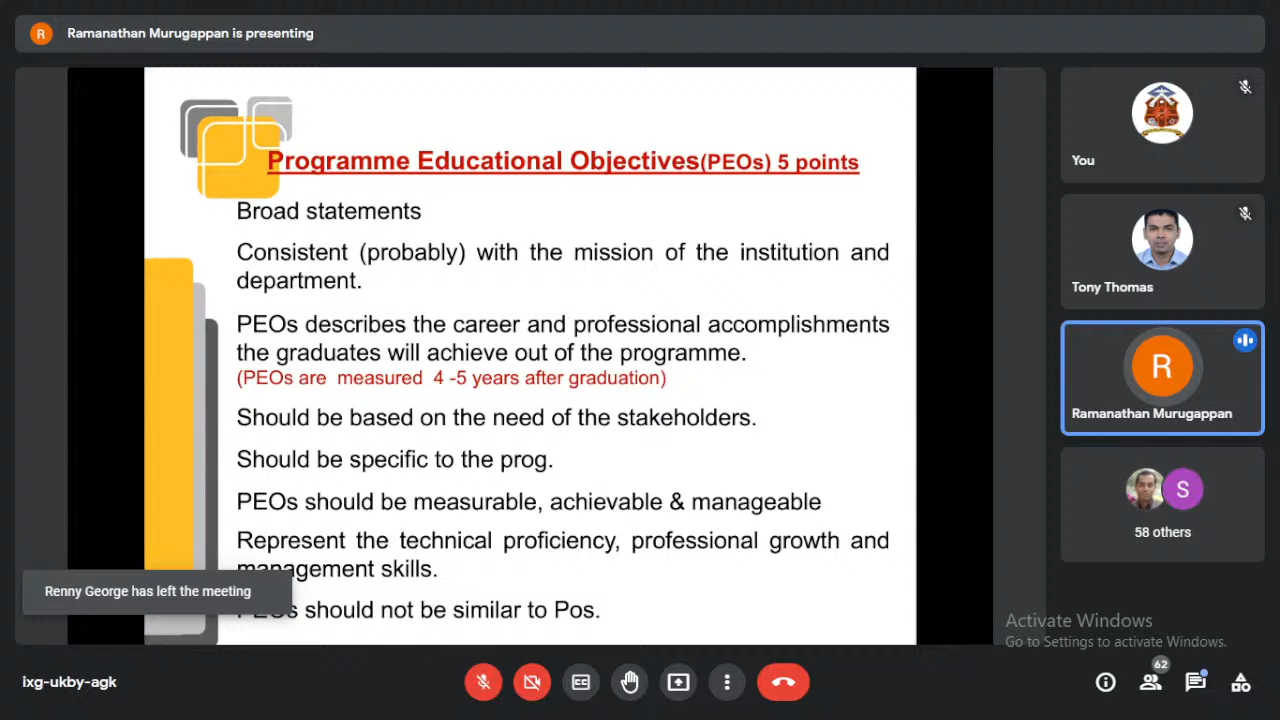 R
Ramanathan Murugappan is presenting
Programme Educational Objectives(PEOs) 5 points
Broad statements
Consistent (probably) with the mission of the institution and
department.
PEOs describes the career and professional accomplishments
the graduates will achieve out of the programme.
(PEOs are measured 4 -5 years after graduation)
Should be based on the need of the stakeholders.
Should be specific to the prog.
PEOs should be measurable, achievable & manageable
Represent the technical proficiency, professional growth and
management skills.
PEOs should not be similar to Pos.
Renny George has left the meeting
You
Tony Thomas
R
Ramanathan Murugappan
S
58 others
Activate Windows
Go to Settings to activate Windows.
ixg-ukby-agk
CC
62